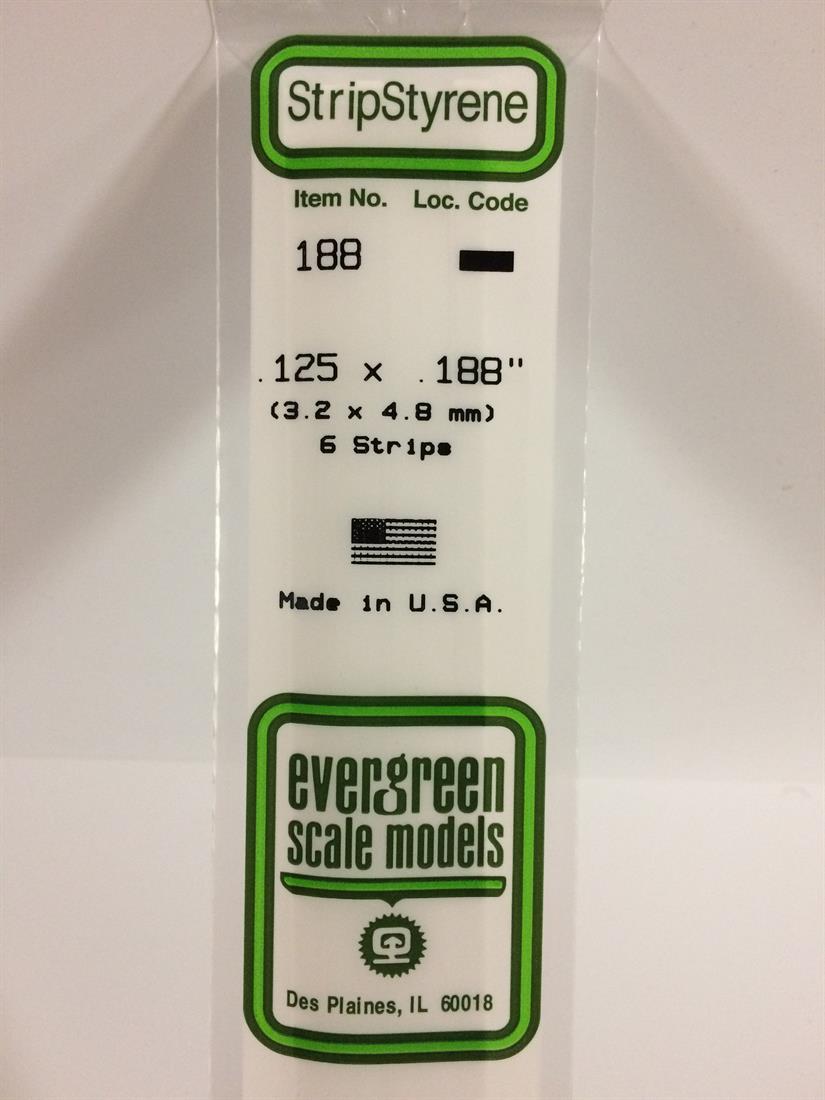 StripStyrene
Item No. Loc. Code
188
.125 x .188"
(3.2 x 4.8 mm)
6 Strips
Made in U.S.A.
evergreen
scale models
Des Plaines, IL 60018